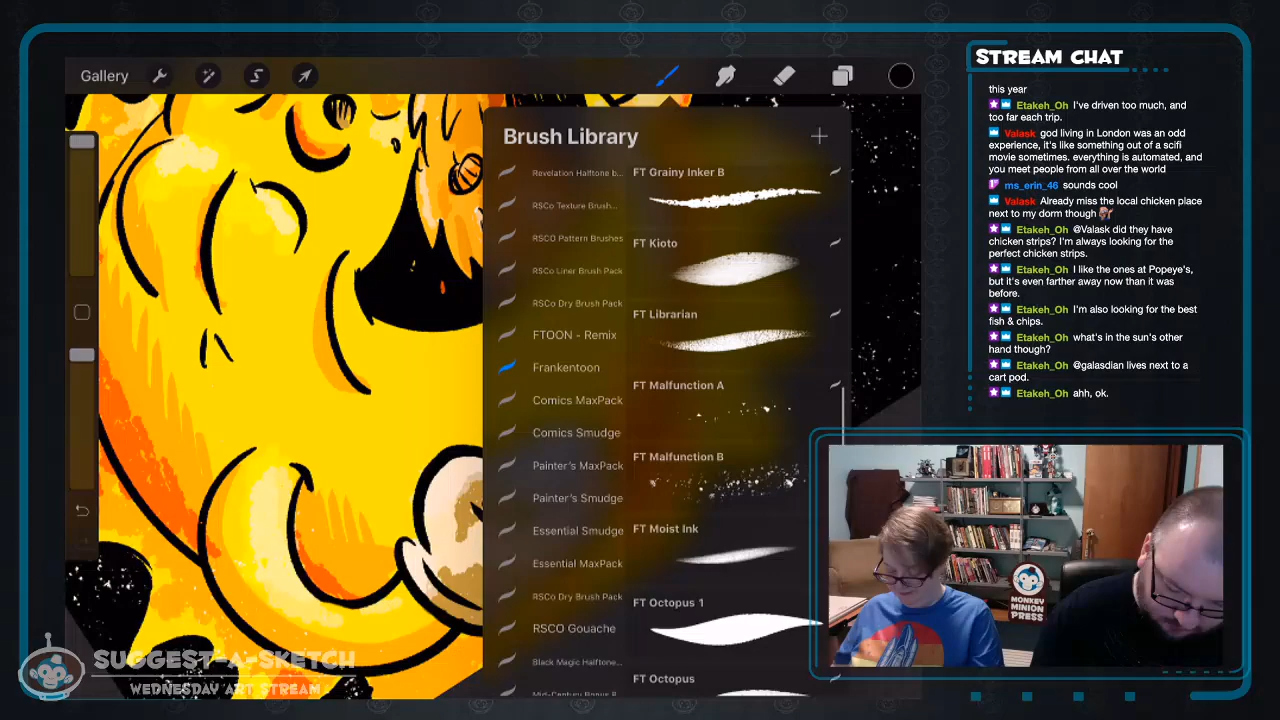 STREAM CHAT
Gallery
this year
Etakeh_Oh I've driven too much, and
too far each trip.
Valask god living in London was an odd
experience, it's like something out of a scifi
movie sometimes. everything is automated, and
you meet people from all over the world
ms_erin_46 sounds cool
Valask Already miss the local chicken place
next to my dorm though
Etakeh_Oh @Valask did they have
chicken strips? I'm always looking for the
perfect chicken strips.
Etakeh_Oh I like the ones at Popeye's,
but it's even farther away now than it was
before.
Etakeh_Oh I'm also looking for the best
fish & chips.
Etakeh_Oh what's in the sun's other
hand though?
Etakeh_Oh @galasdian lives next to a
cart pod.
Etakeh_Oh ahh, ok.
Brush Library
Revelation Halftone b...
RSCo Texture Brush...
RSCO Pattern Brushes
RSCo Liner Brush Pack
RSCo Dry Brush Pack
FTOON - Remix
Frankentoon
Comics MaxPack
Comics Smudge
Painter's MaxPack
Painter's Smudge
Essential Smudge
Essential MaxPack
RSCo Dry Brush Pack
RSCO Gouache
Black Magic Halftone...
Mid-Century Bonus B...
FT Grainy Inker B
FT Kioto
FT Librarian
FT Malfunction A
FT Malfunction B
FT Moist Ink
FT Octopus 1
FT Octopus
MONKEY
MINION
PRESS
SUGGEST-A-SKETCH
WEDNESDAY ART STREAM